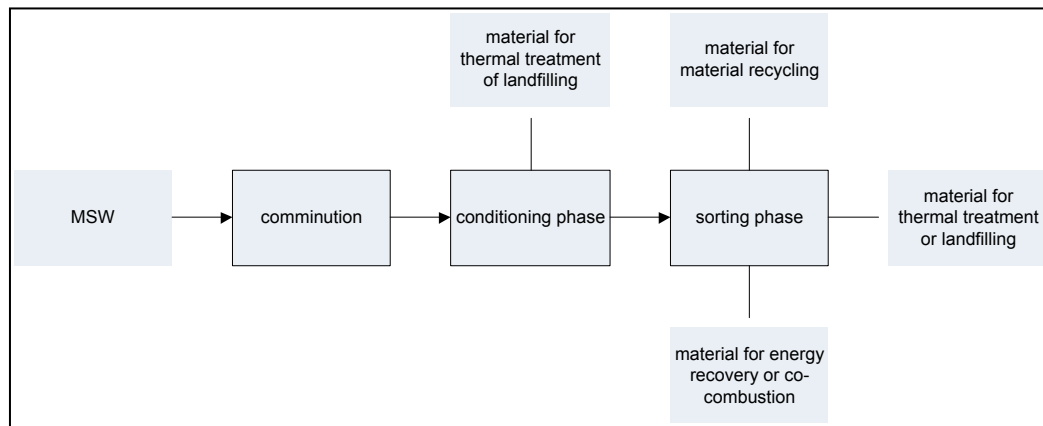 material for
thermal treatment
of landfilling
material for
material recycling
MSW
comminution
conditioning phase
sorting phase
material for
thermal treatment
or landfilling
material for energy
recovery or co-
combustion